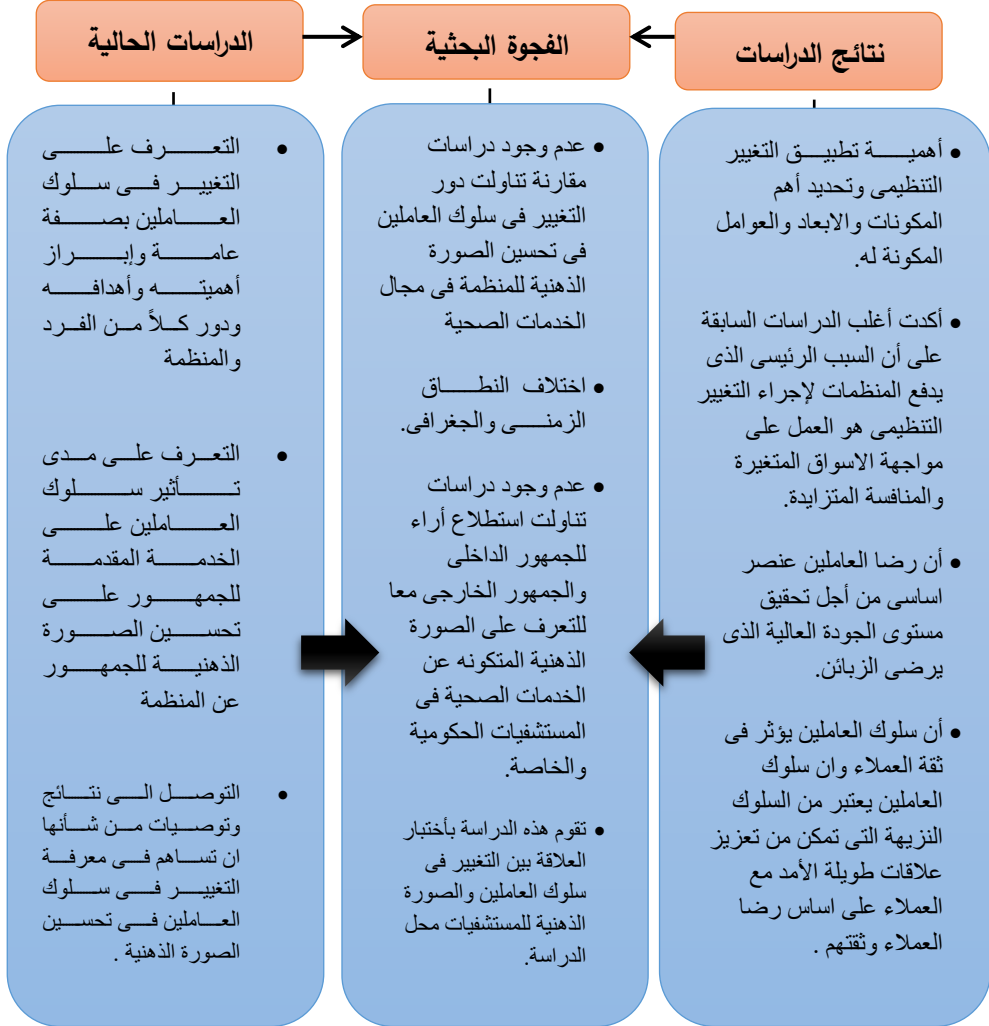 نتائج الدراسات
أهمية تطبيق التغيير
التنظيمى وتحديد أهم
المكونات والابعاد والعوامل
المكونة له.
أكدت أغلب الدراسات السابقة
على أن السبب الرئيسى الذى
يدفع المنظمات لإجراء التغيير
التنظيمى هو العمل على
مواجهة الاسواق المتغيرة
والمنافسة المتزايدة.
أن رضا العاملين عنصر
اساسى من أجل تحقيق
مستوى الجودة العالية الذى
يرضى الزبائن.
أن سلوك العاملين يؤثر فى
ثقة العملاء وان سلوك
العاملين يعتبر من السلوك
النزيهة التى تمكن من تعزيز
علاقات طويلة الأمد مع
العملاء على اساس رضا
العملاء وثقتهم .
الفجوة البحثية
عدم وجود دراسات
مقارنة تناولت دور
التغيير فى سلوك العاملين
فى تحسين الصورة
الذهنية للمنظمة فى مجال
الخدمات الصحية
اختلاف النطاق
الزمنى والجغرافى.
عدم وجود دراسات
تناولت استطلاع أراء
للجمهور الداخلى
والجمهور الخارجى معا
للتعرف على الصورة
الذهنية المتكونه عن
الخدمات الصحية فى
المستشفيات الحكومية
والخاصة.
تقوم هذه الدراسة بأختبار
العلاقة بين التغيير فى
سلوك العاملين والصورة
الذهنية للمستشفيات محل
الدراسة.
الدراسات الحالية
التعرف على
التغيير فى سلوك
العاملين بصفة
عامة وإبراز
أهميته وأهدافه
ودور كلاً من الفرد
والمنظمة
التعرف على مدى
تأثير سلوك
العاملين على
الخدمة المقدمة
للجمهور على
تحسين الصورة
الذهنية للجمهور
عن المنظمة
التوصل الى نتائج
وتوصيات من شأنها
ان تساهم فى معرفة
التغيير فى سلوك
العاملين فى تحسين
الصورة الذهنية .